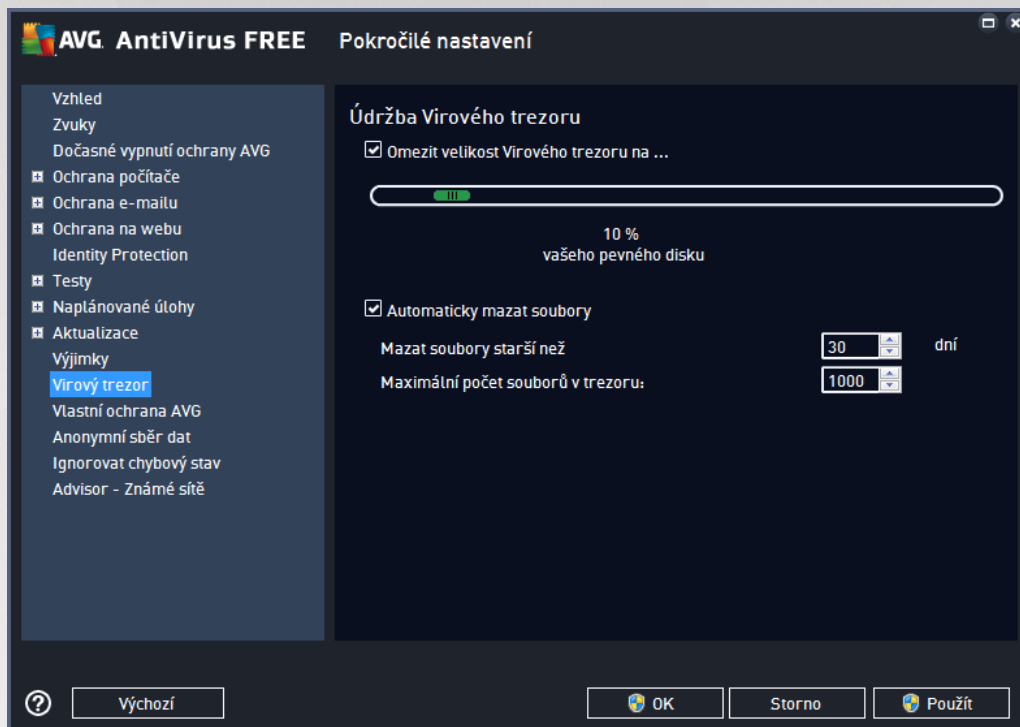 AVG AntiVirus FREE Pokročilé nastavení
Vzhled
Zvuky
Dočasné vypnutí ochrany AVG
Ochrana počítače
Ochrana e-mailu
Ochrana na webu
Identity Protection
Testy
Naplánované úlohy
Aktualizace
Výjimky
Virový trezor
Vlastní ochrana AVG
Anonymní sběr dat
Ignorovat chybový stav
Advisor - Známé sítě
Údržba Virového trezoru
Omezit velikost Virového trezoru na ...
10 %
vašeho pevného disku
Automaticky mazat soubory
Mazat soubory starší než 30 dní
Maximální počet souborů v trezoru: 1000
? Výchozí OK Storno Použít